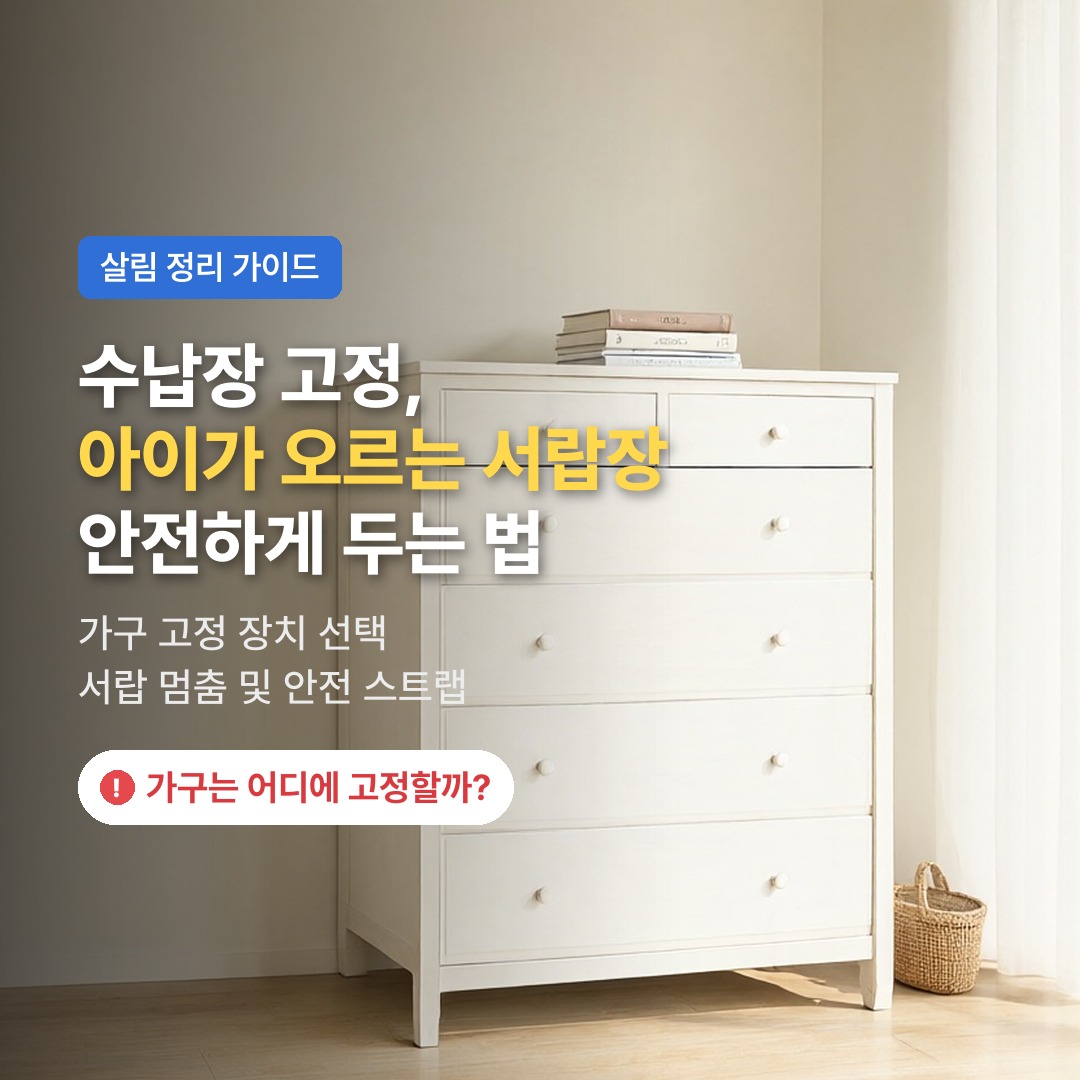 살림 정리 가이드
수납장 고정,
아이가 오르는 서랍장
안전하게 두는 법
가구 고정 장치 선택
서랍 멈춤 및 안전 스트랩
! 가구는 어디에 고정할까?